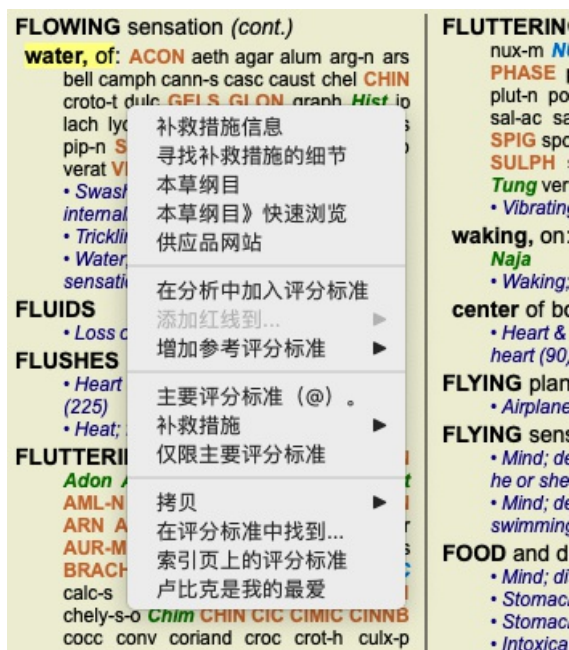 FLOWING sensation (cont.)
water, of: ACON aeth agar alum arg-n ars
bell camph cann-s casc caust chel CHIN
croto-t dulc GELS GLON graph Hist ip
lach
pip-n
verat
• Swash
internal
• Trickli
• Water,
sensati
FLUIDS
• Loss
FLUSHES
• Heart
(225)
• Heat;
Adon
AML-N
ARN
AUR-M
BRACH
calc-s
chely-s-o Chim CHIN CIC CIMIC CINNB
cocc conv coriand croc crot-h culx-p
补救措施信息
寻找补救措施的细节
本草纲目
本草纲目》快速浏览
供应品网站
在分析中加入评分标准
添加红线到...
增加参考评分标准
主要评分标准（@）。
补救措施
仅限主要评分标准
拷贝
在评分标准中找到...
索引页上的评分标准
卢比克是我的最爱
FLUTTERING
nux-m
PHASE
plut-n
sal-ac
SPIG
SULPH
Tung
• Vibrating
waking, on:
Naja
• Waking;
center of
• Heart &
heart (90)
FLYING
• Airplane
FLYING
• Mind;
he or she
• Mind;
swimming
FOOD and
• Mind;
• Stomac
• Stomac
• Intoxica